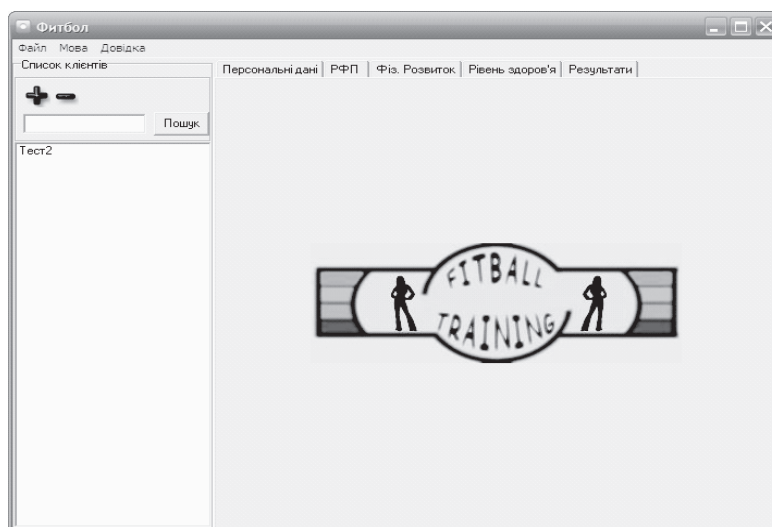 Фитбол
Файл Мова Довідка
Список клієнтів
Персональні дані РФП Фіз. Розвиток Рівень здоров'я Результати
Пошук
Тест2
FITBALL
TRAINING